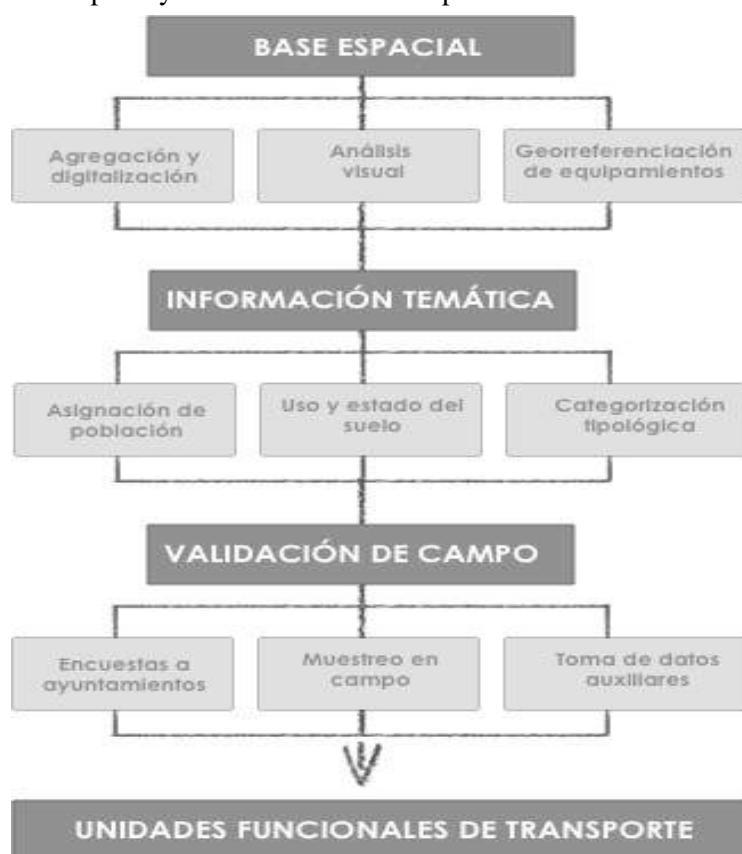 BASE ESPACIAL
Agregación y
digitalización
Análisis
visual
Georreferenciación
de equipamientos
INFORMACIÓN TEMÁTICA
Asignación de
población
Uso y estado del
suelo
Categorización
tipológica
VALIDACIÓN DE CAMPO
Encuestas a
ayuntamientos
Muestreo en
campo
Toma de datos
auxiliares
UNIDADES FUNCIONALES DE TRANSPORTE